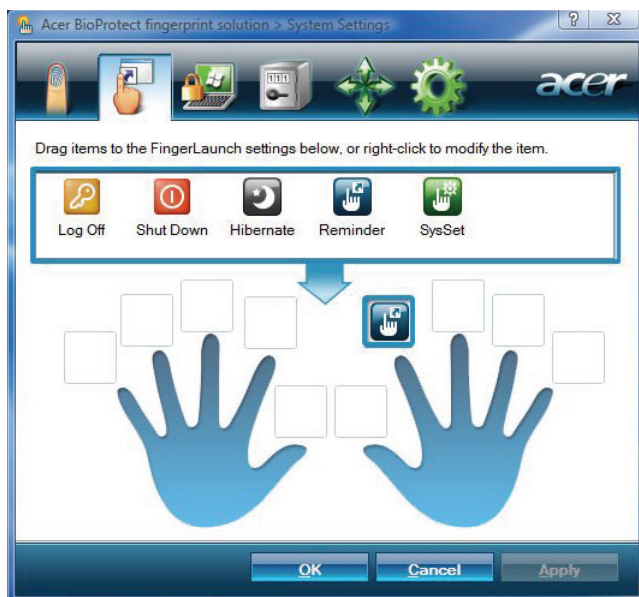 Acer BioProtect fingerprint solution > System Settings
acer
Drag items to the FingerLaunch settings below, or right-click to modify the item.
Log Off Shut Down Hibernate Reminder SysSet
OK Cancel Apply